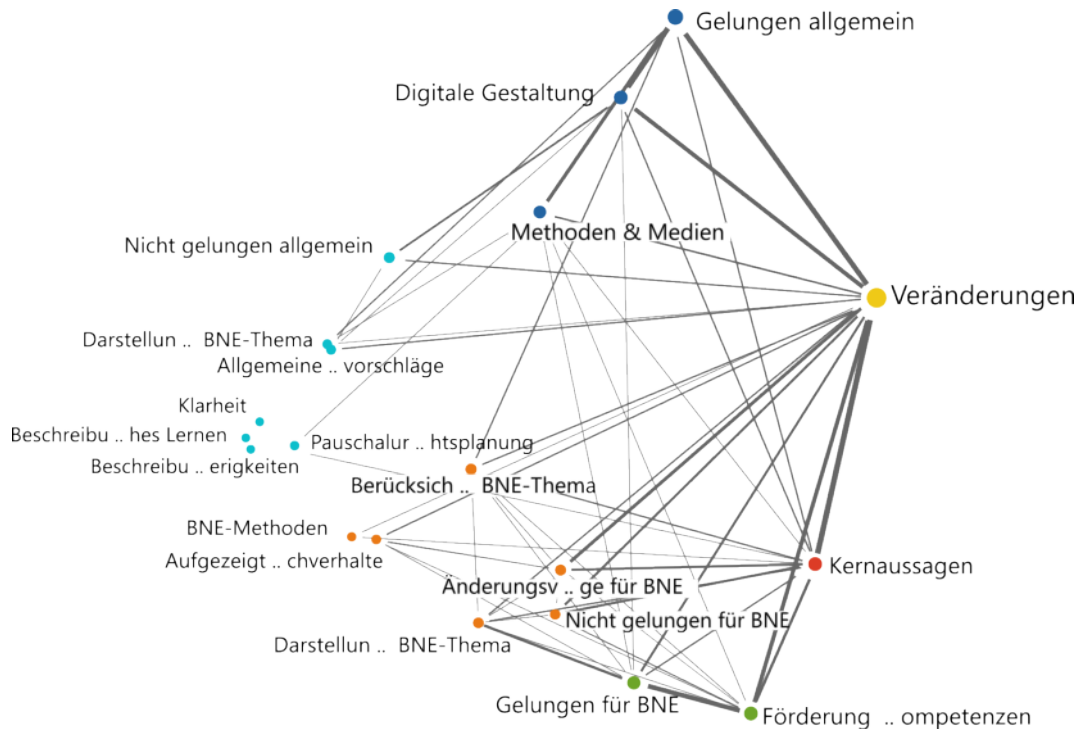 Gelungen allgemein
Digitale Gestaltung
Methoden & Medien
Nicht gelungen allgemein
Veränderungen
Darstellun .. BNE-Thema
Allgemeine .. vorschläge
Klarheit
Beschreibu .. hes Lernen
Pauschalur .. htsplanung
Beschreibu .. erigkeiten
Berücksich .. BNE-Thema
BNE-Methoden
Aufgezeigt .. chverhalte
Kernaussagen
Änderungsv .. ge für BNE
Nicht gelungen für BNE
Darstellun .. BNE-Thema
Gelungen für BNE
Förderung .. ompetenzen